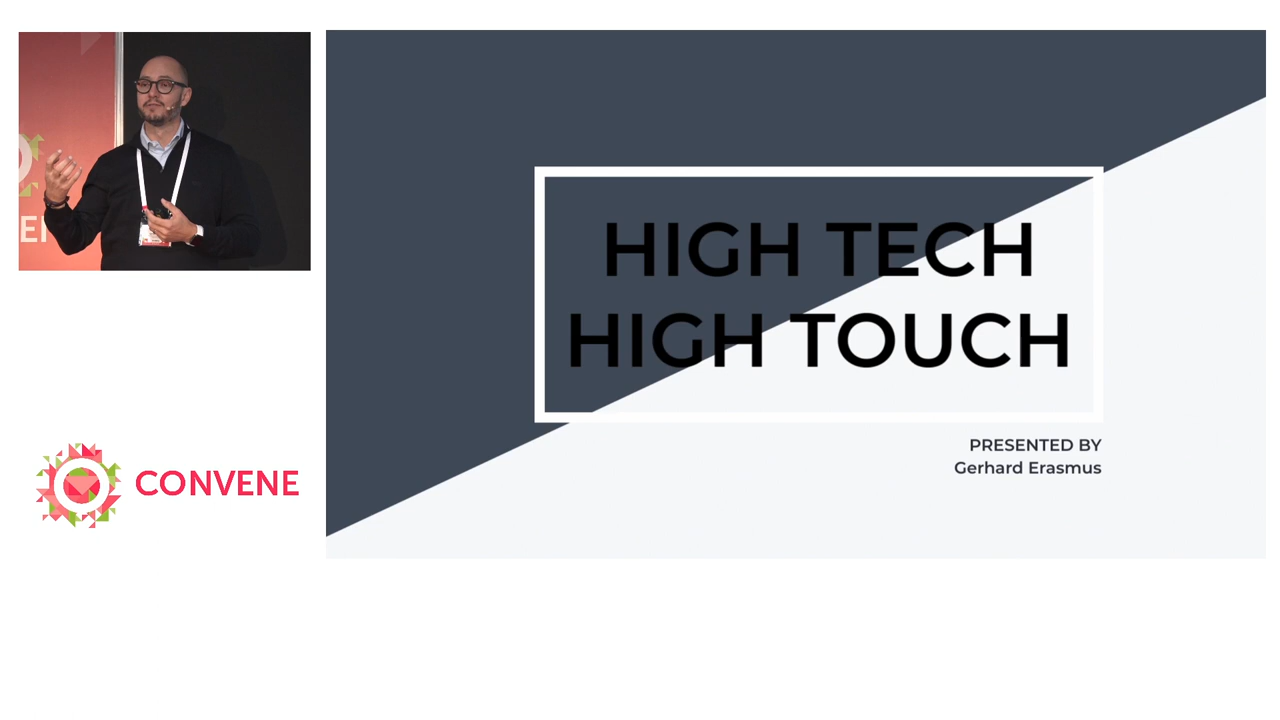 CONVENE
HIGH TECH
HIGH TOUCH
PRESENTED BY
Gerhard Erasmus